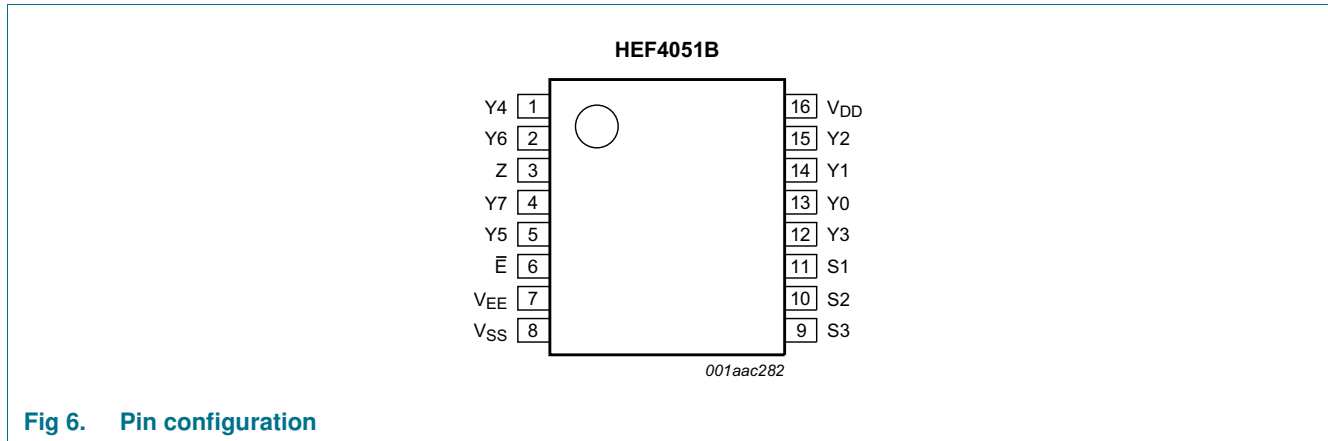 HEF4051B
Y4 1 16 VDD
Y6 2 15 Y2
Z 3 14 Y1
Y7 4 13 Y0
Y5 5 12 Y3
E̅ 6 11 S1
VEE 7 10 S2
VSS 8 9 S3
001aac282
Fig 6. Pin configuration